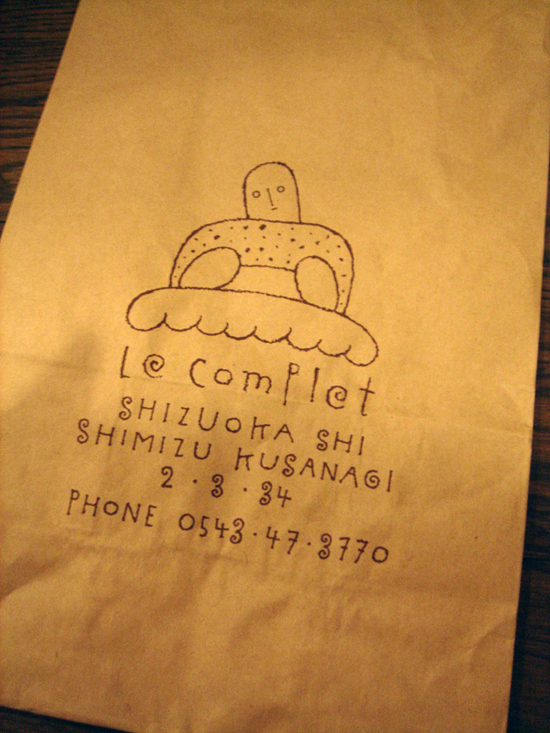 Le complet
SHIZUOKA SHI
SHIMIZU KUSANAGI
2・3・34
PHONE 0543・47・3770